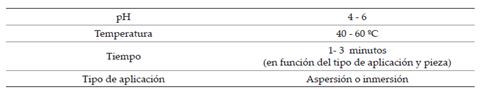 pH 4 - 6
Temperatura 40 - 60 ºC
Tiempo 1- 3 minutos
(en función del tipo de aplicación y pieza)
Tipo de aplicación Aspersión o inmersión